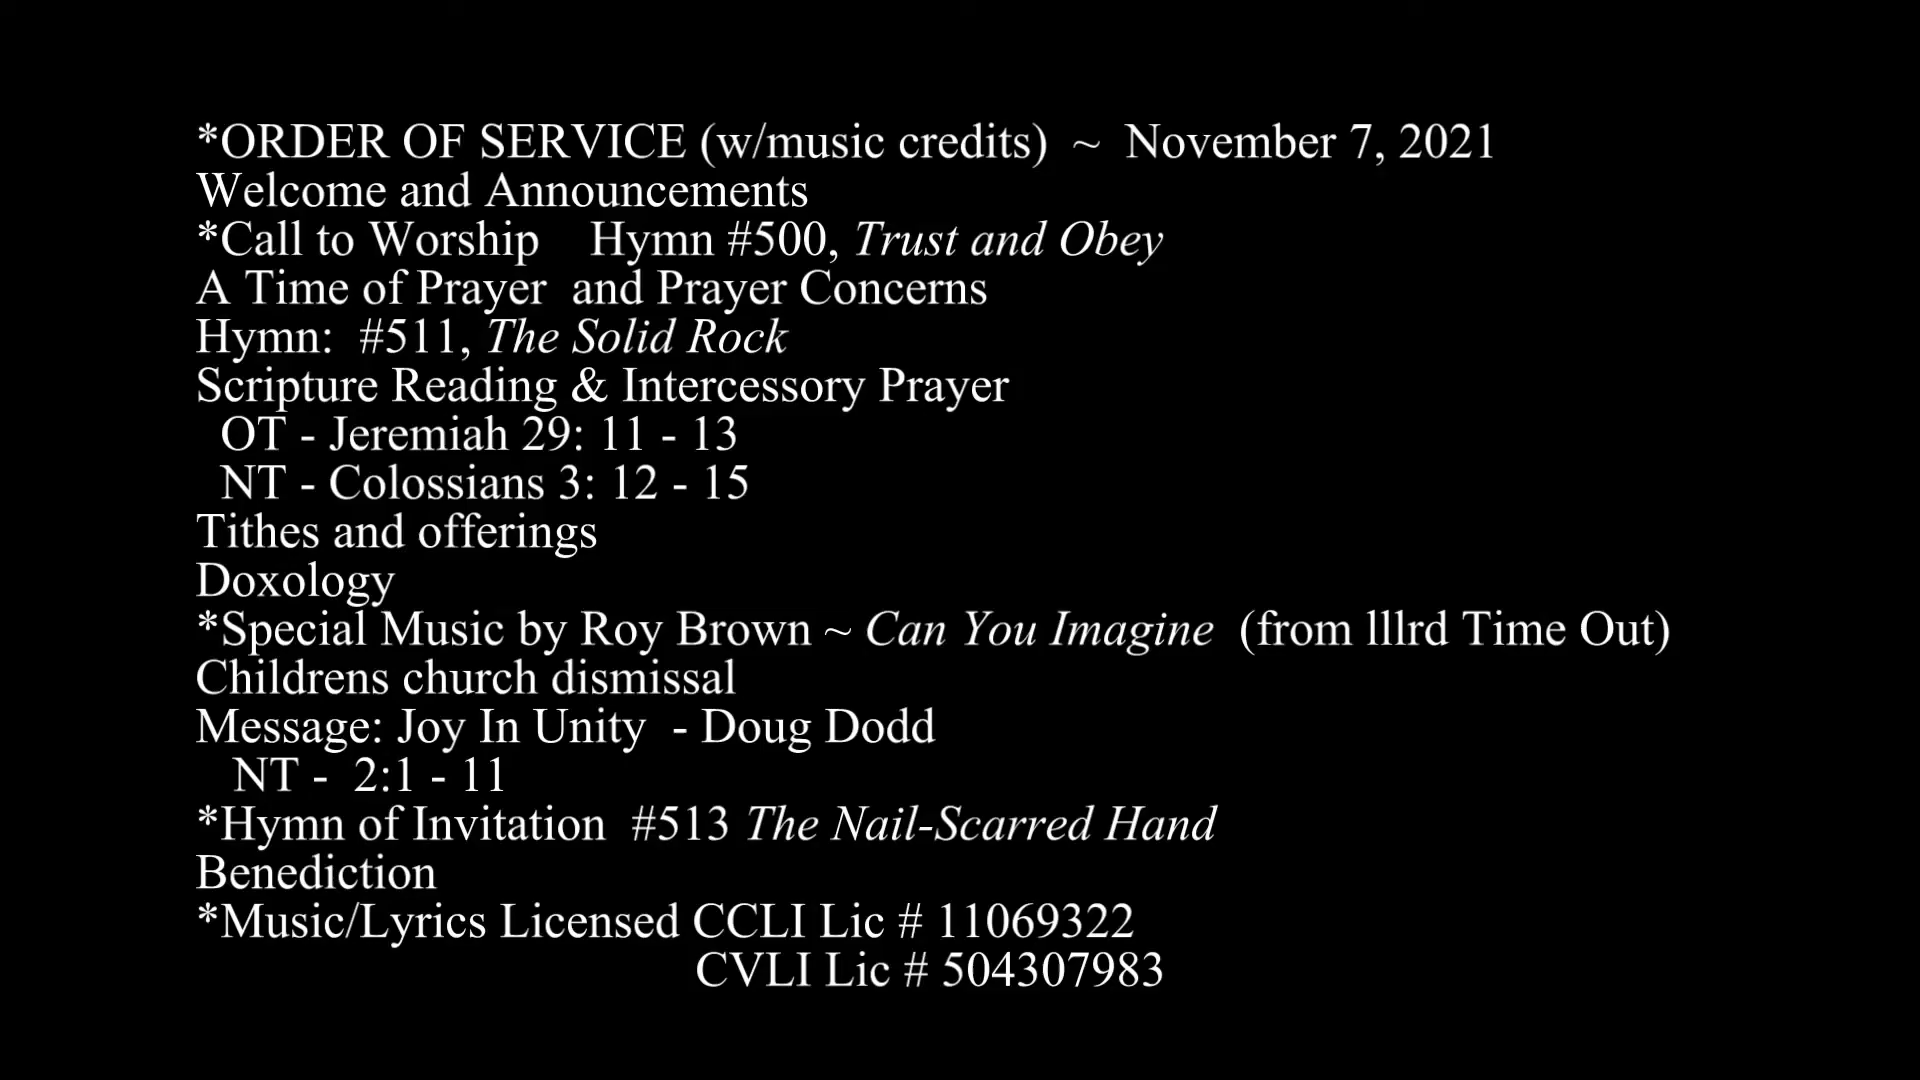 *ORDER OF SERVICE (w/music credits)  ~  November 7, 2021
Welcome and Announcements
*Call to Worship    Hymn #500, Trust and Obey
A Time of Prayer  and Prayer Concerns
Hymn:  #511, The Solid Rock
Scripture Reading & Intercessory Prayer
OT - Jeremiah 29: 11 - 13
NT - Colossians 3: 12 - 15
Tithes and offerings
Doxology
*Special Music by Roy Brown ~ Can You Imagine  (from lllrd Time Out)
Childrens church dismissal
Message: Joy In Unity  - Doug Dodd
NT -  2:1 - 11
*Hymn of Invitation  #513 The Nail-Scarred Hand
Benediction
*Music/Lyrics Licensed CCLI Lic # 11069322
CVLI Lic # 504307983